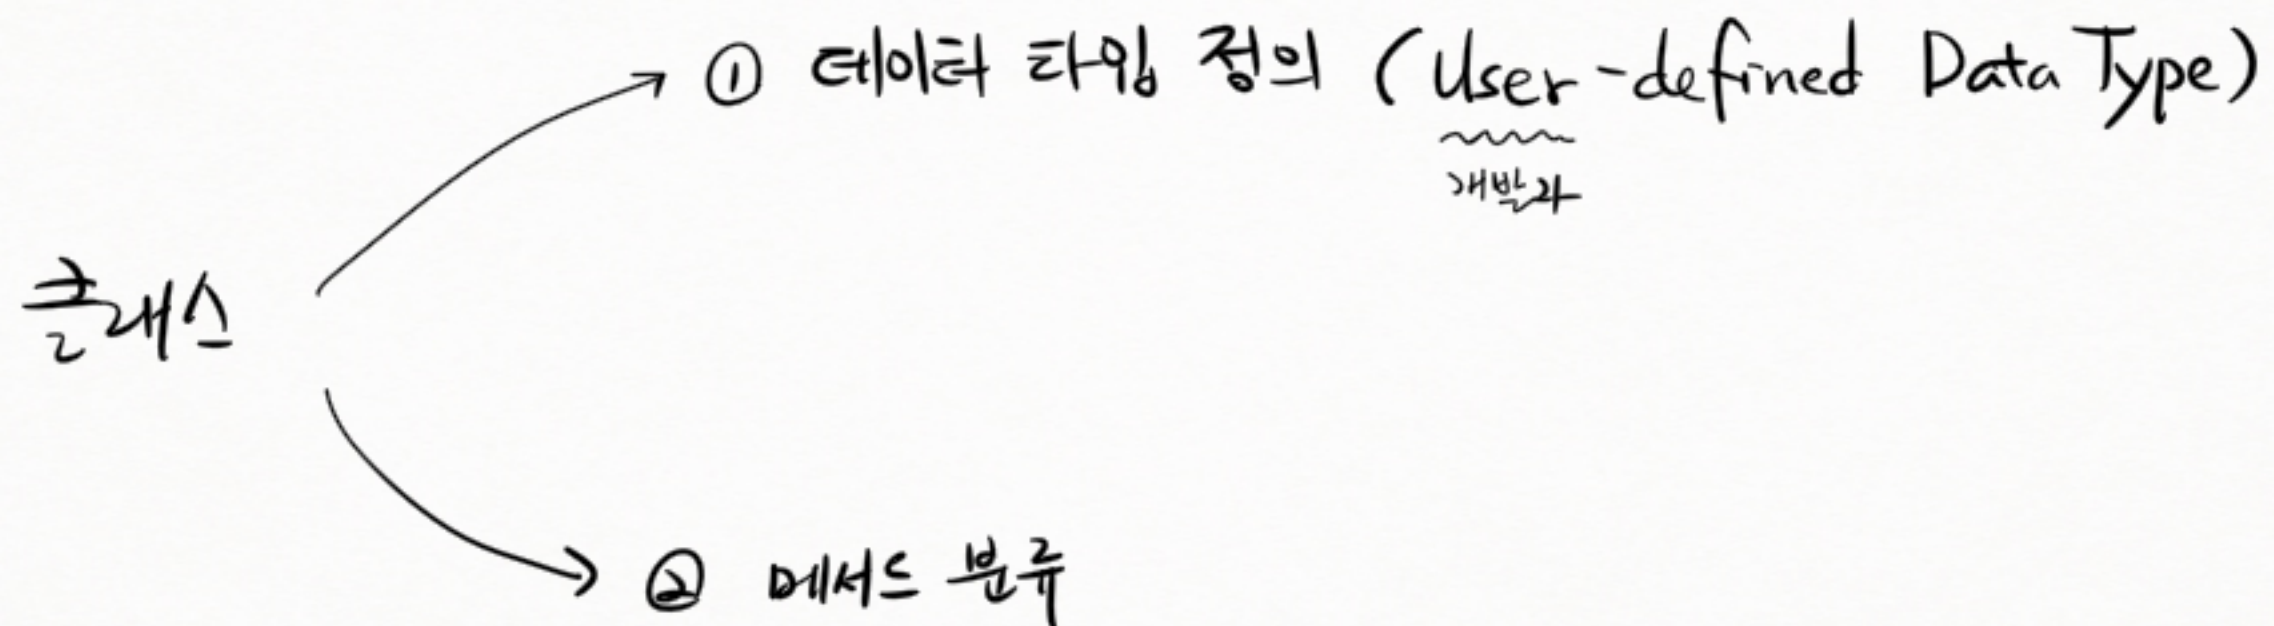 ① 데이터 타입 정의 (User-defined Data Type)
개발자
클래스
② 메서드 분류